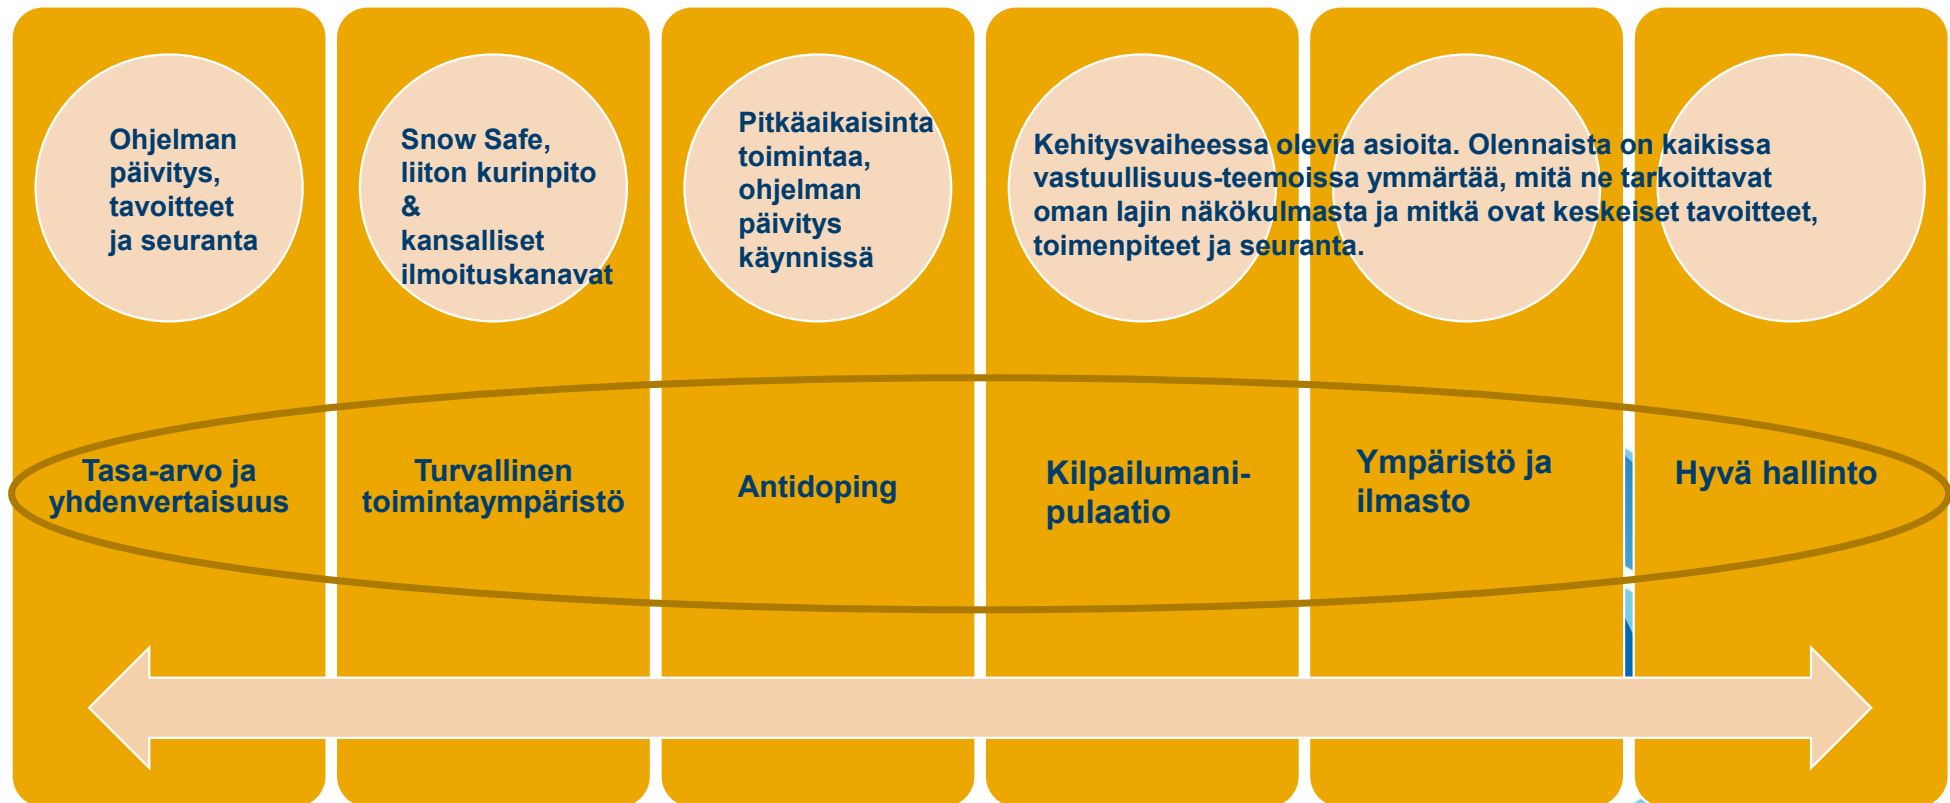 Ohjelman
päivitys,
tavoitteet
ja seuranta
Snow Safe,
liiton kurinpito
&
kansalliset
ilmoituskanavat
Pitkäaikaisinta
toimintaa,
ohjelman
päivitys
käynnissä
Kehitysvaiheessa olevia asioita. Olennaista on kaikissa
vastuullisuus-teemoissa ymmärtää, mitä ne tarkoittavat
oman lajin näkökulmasta ja mitkä ovat keskeiset tavoitteet,
toimenpiteet ja seuranta.
Tasa-arvo ja
yhdenvertaisuus
Turvallinen
toimintaympäristö
Antidoping
Kilpailumani-
pulaatio
Ympäristö ja
ilmasto
Hyvä hallinto